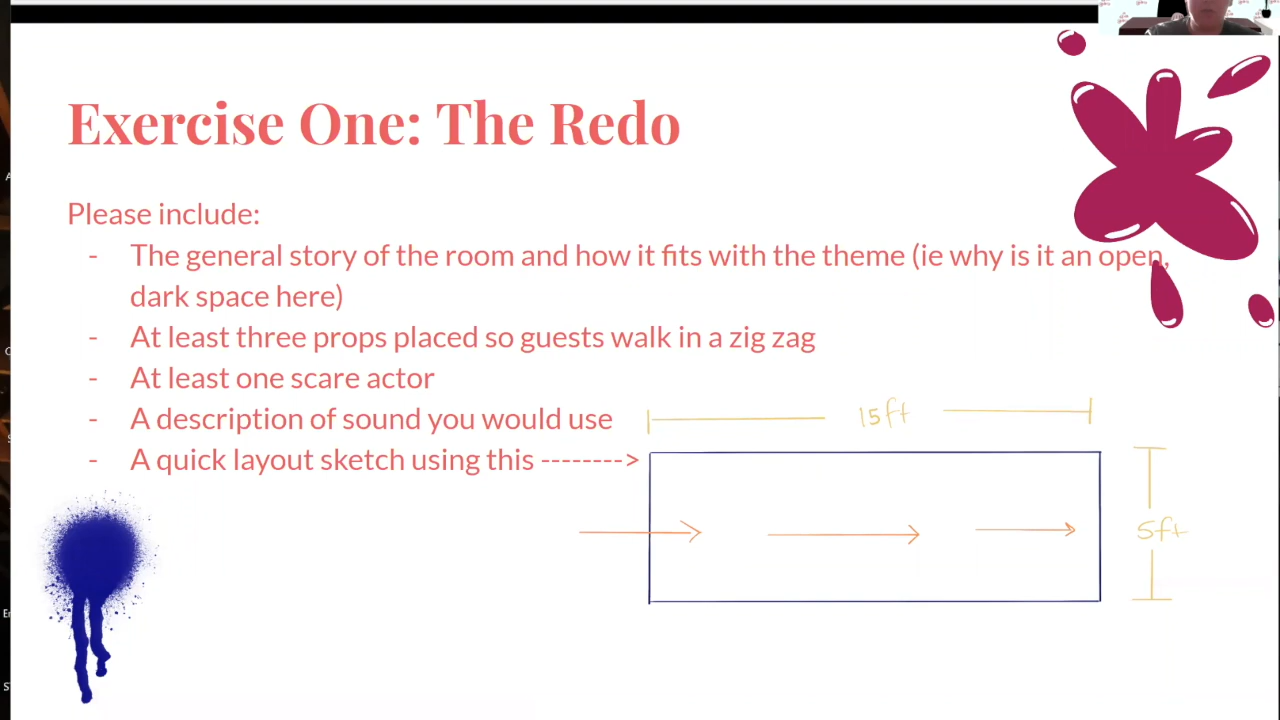 Exercise One: The Redo
Please include:
- The general story of the room and how it fits with the theme (ie why is it an open,
dark space here)
- At least three props placed so guests walk in a zig zag
- At least one scare actor
- A description of sound you would use
- A quick layout sketch using this -------->
15ft
5ft